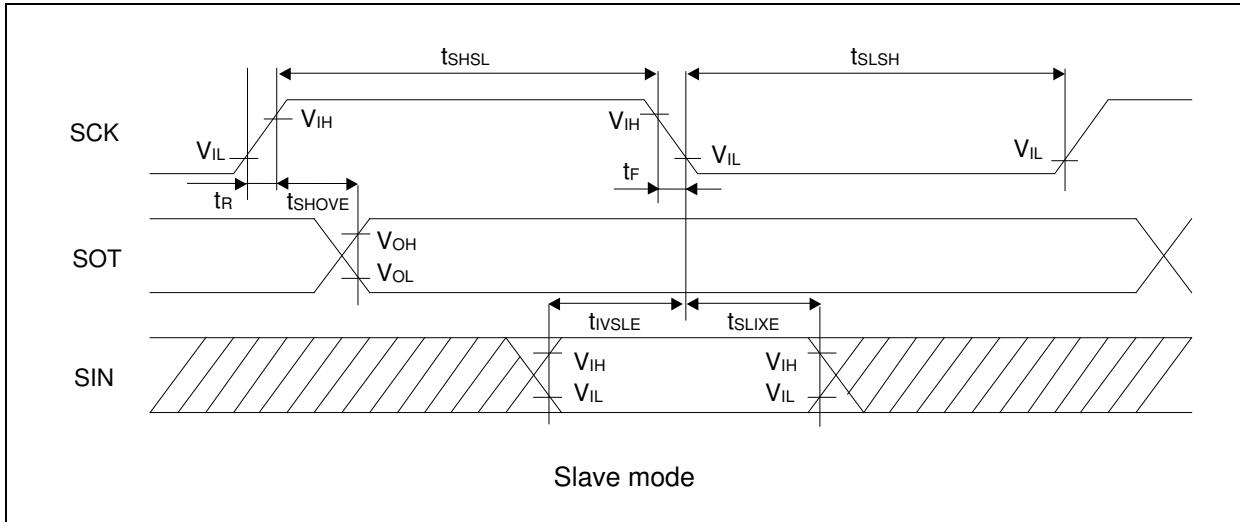 tSHSL
tSLSH
SCK
VIH
VIH
VIL
VIL
VIL
tF
tR
tSHOVE
SOT
VOH
VOL
tIVSLE
tSLIXE
SIN
VIH
VIH
VIL
VIL
Slave mode